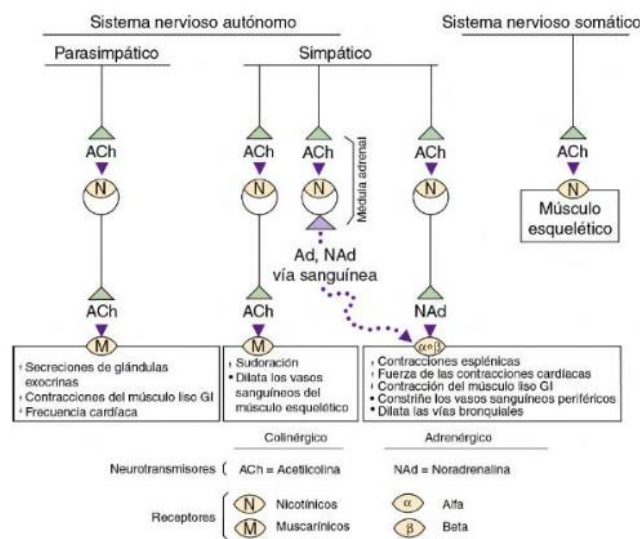 Sistema nervioso autónomo
Sistema nervioso somático
Parasimpático
Simpático
ACh
ACh
ACh
ACh
ACh
N
N
N
N
N
Médula adrenal
Músculo
esquelético
Ad, NAd
vía sanguínea
ACh
ACh
NAd
M
M
α o β
Secreciones de glándulas
exocrinas
Contracciones del músculo liso GI
Frecuencia cardíaca
Sudoración
• Dilata los vasos
sanguíneos del
músculo esquelético
Contracciones esplénicas
Fuerza de las contracciones cardíacas
Contracción del músculo liso GI
• Constriñe los vasos sanguíneos periféricos
• Dilata las vías bronquiales
Colinérgico
Adrenérgico
Neurotransmisores
ACh = Acetilcolina
NAd = Noradrenalina
Receptores
N Nicotínicos
α Alfa
M Muscarínicos
β Beta